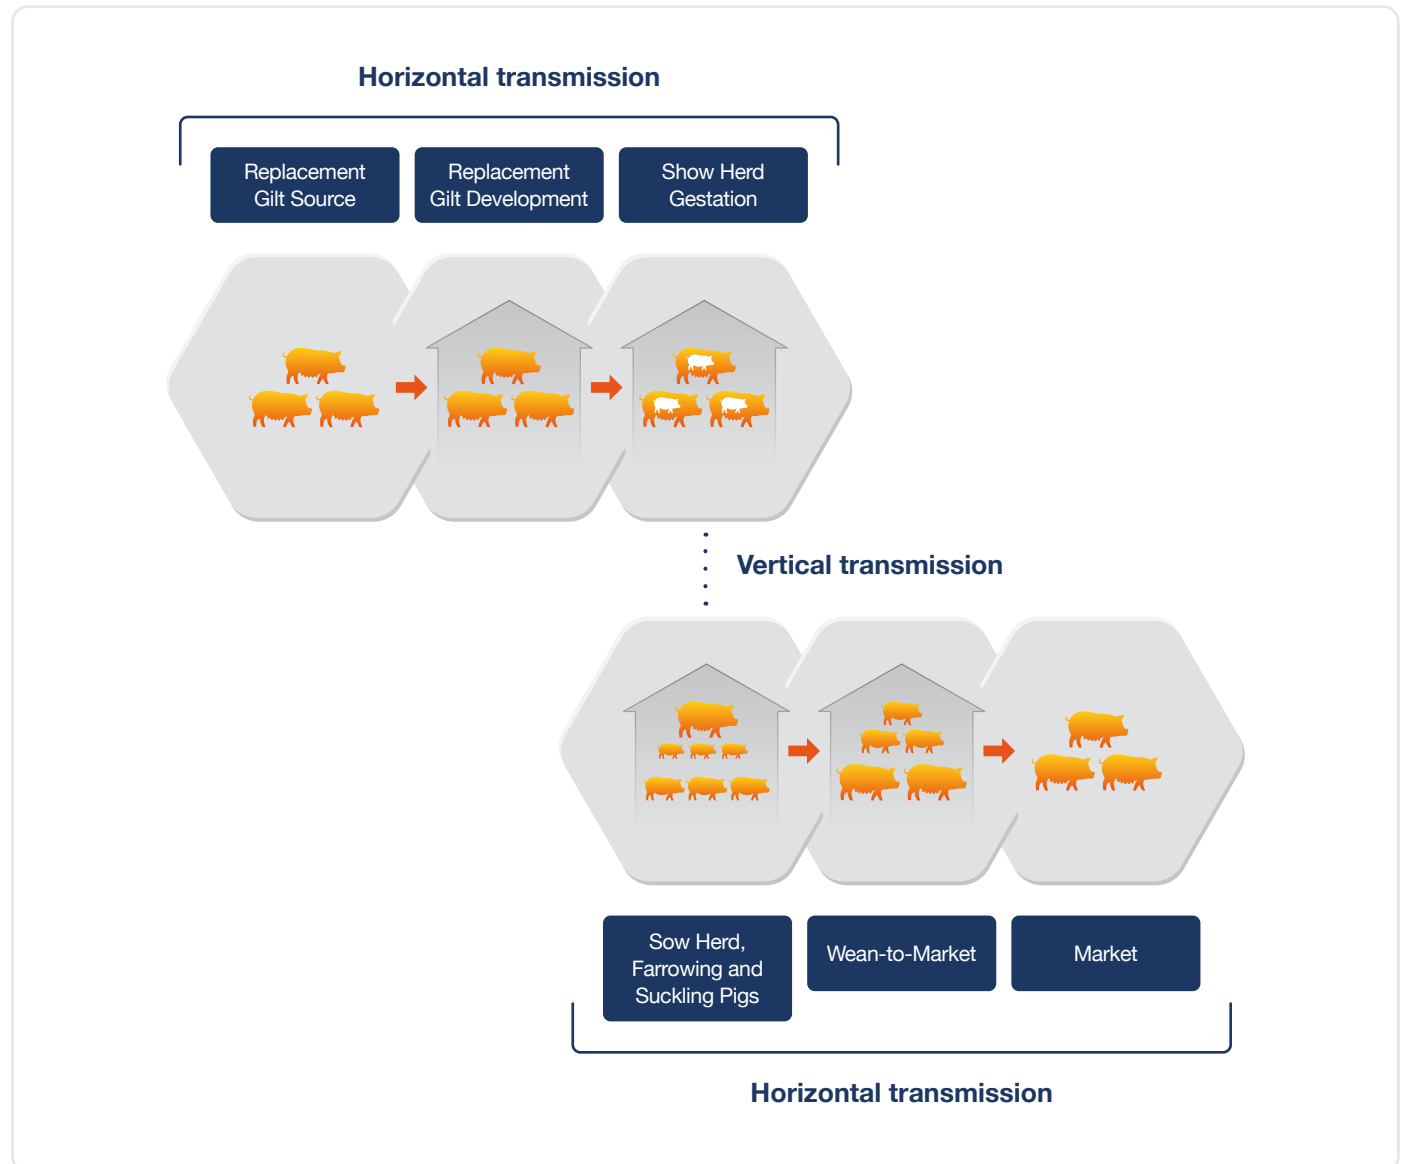 Horizontal transmission
Replacement
Gilt Source
Replacement
Gilt Development
Show Herd
Gestation
Vertical transmission
Sow Herd,
Farrowing and
Suckling Pigs
Wean-to-Market
Market
Horizontal transmission